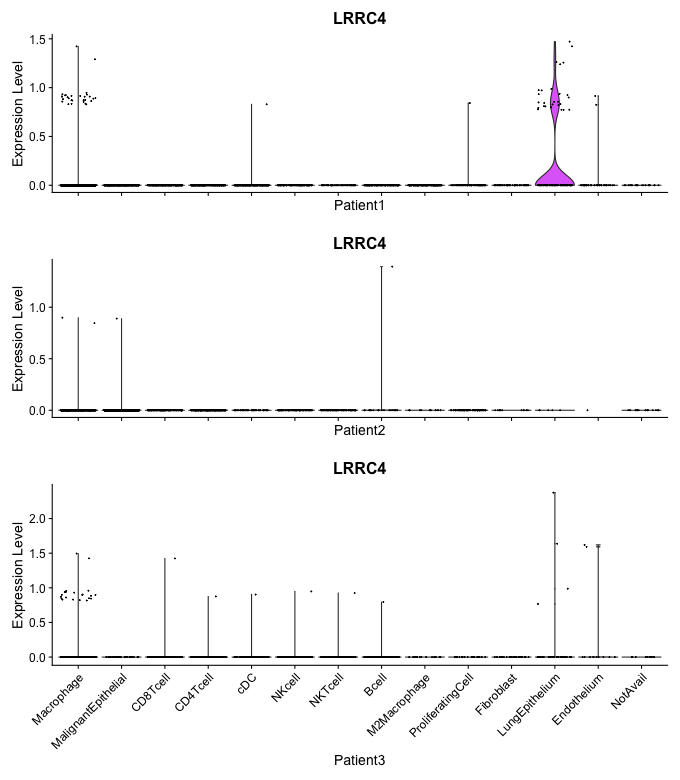 LRRC4
Expression Level
1.5
1.0
0.5
0.0
Patient1
LRRC4
Expression Level
1.0
0.5
0.0
Patient2
LRRC4
Expression Level
2.0
1.5
1.0
0.5
0.0
Macrophage
MalignantEpithelial
CD8Tcell
CD4Tcell
cDC
NKcell
NKTcell
Bcell
M2Macrophage
ProliferatingCell
Fibroblast
LungEpithelium
Endothelium
NotAvail
Patient3